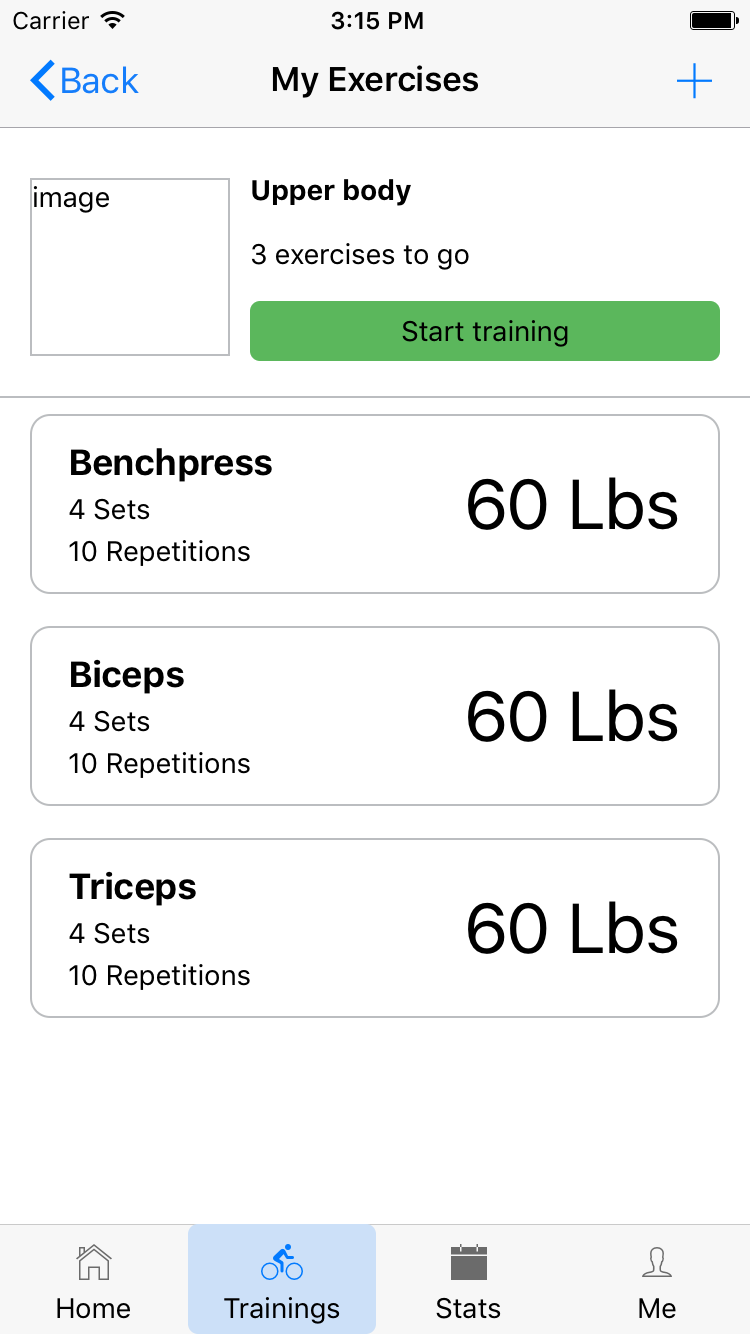 Carrier 3:15 PM
Back My Exercises
image
Upper body
3 exercises to go
Start training
Benchpress
4 Sets
10 Repetitions
60 Lbs
Biceps
4 Sets
10 Repetitions
60 Lbs
Triceps
4 Sets
10 Repetitions
60 Lbs
Home Trainings Stats Me